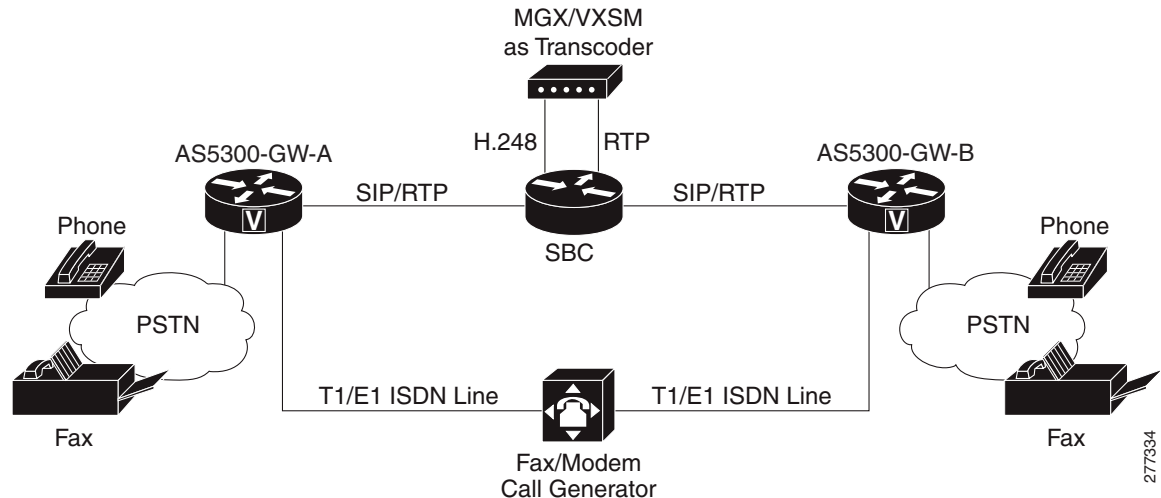 MGX/VXSM
as Transcoder
H.248
RTP
AS5300-GW-A
AS5300-GW-B
SIP/RTP
SIP/RTP
V
V
SBC
Phone
Phone
PSTN
PSTN
T1/E1 ISDN Line
T1/E1 ISDN Line
Fax
Fax
Fax/Modem
Call Generator
277334